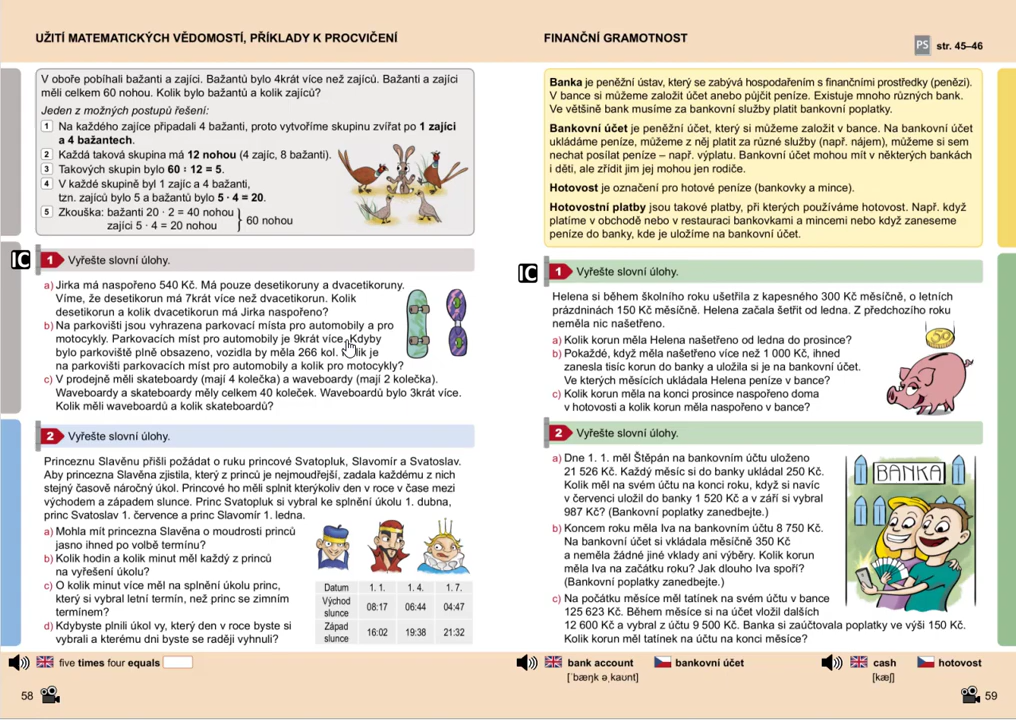 UŽITÍ MATEMATICKÝCH VĚDOMOSTÍ, PŘÍKLADY K PROCVIČENÍ
V oboře pobíhali bažanti a zajíci. Bažantů bylo 4krát více než zajíců. Bažanti a zajíci
měli celkem 60 nohou. Kolik bylo bažantů a kolik zajíců?
Jeden z možných postupů řešení:
1 Na každého zajíce připadali 4 bažanti, proto vytvoříme skupinu zvířat po 1 zajíci
a 4 bažantech.
2 Každá taková skupina má 12 nohou (4 zajíc, 8 bažantí).
3 Takových skupin bylo 60 : 12 = 5.
4 V každé skupině byl 1 zajíc a 4 bažanti,
tzn. zajíců bylo 5 a bažantů bylo 5 · 4 = 20.
5 Zkouška: bažanti 20 · 2 = 40 nohou
zajíci 5 · 4 = 20 nohou } 60 nohou
IC 1 Vyřešte slovní úlohy.
a) Jirka má naspořeno 540 Kč. Má pouze desetikoruny a dvacetikoruny.
Víme, že desetikorun má 7krát více než dvacetikorun. Kolik
desetikorun a kolik dvacetikorun má Jirka naspořeno?
b) Na parkovišti jsou vyhrazena parkovací místa pro automobily a pro
motocykly. Parkovacích míst pro automobily je 9krát více. Kdyby
bylo parkoviště plně obsazeno, vozidla by měla 266 kol. je
na parkovišti parkovacích míst pro automobily a kolik pro motocykly?
c) V prodejně měli skateboardy (mají 4 kolečka) a waveboardy (mají 2 kolečka).
Waveboardy a skateboardy měly celkem 40 koleček. Waveboardů bylo 3krát více.
Kolik měli waveboardů a kolik skateboardů?
2 Vyřešte slovní úlohy.
Princeznu Slavěnu přišli požádat o ruku princové Svatopluk, Slavomír a Svatoslav.
Aby princezna Slavěna zjistila, který z princů je nejmoudřejší, zadala každému z nich
stejný časově náročný úkol. Princové ho měli splnit kterýkoliv den v roce v čase mezi
východem a západem slunce. Princ Svatopluk si vybral ke splnění úkolu 1. dubna,
princ Svatoslav 1. července a princ Slavomír 1. ledna.
a) Mohla mít princezna Slavěna o moudrosti princů
jasno ihned po volbě termínu?
b) Kolik hodin a kolik minut měl každý z princů
na vyřešení úkolu?
c) O kolik minut více měl na splnění úkolu princ,
který si vybral letní termín, než princ se zimním
termínem?
d) Kdybyste plnili úkol vy, který den v roce byste si
vybrali a kterému dni byste se raději vyhnuli?
Datum 1. 1. 1. 4. 1. 7.
Východ
slunce 08:17 06:44 04:47
Západ
slunce 16:02 19:38 21:32
five times four equals
58
FINANČNÍ GRAMOTNOST
PS str. 45–46
Banka je peněžní ústav, který se zabývá hospodařením s finančními prostředky (penězi).
V bance si můžeme založit účet anebo půjčit peníze. Existuje mnoho různých bank.
Ve většině bank musíme za bankovní služby platit bankovní poplatky.
Bankovní účet je peněžní účet, který si můžeme založit v bance. Na bankovní účet
ukládáme peníze, můžeme z něj platit za různé služby (např. nájem), můžeme si sem
nechat posílat peníze – např. výplatu. Bankovní účet mohou mít v některých bankách
i děti, ale zřídit jim jej mohou jen rodiče.
Hotovost je označení pro hotové peníze (bankovky a mince).
Hotovostní platby jsou takové platby, při kterých používáme hotovost. Např. když
platíme v obchodě nebo v restauraci bankovkami a mincemi nebo když zaneseme
peníze do banky, kde je uložíme na bankovní účet.
IC 1 Vyřešte slovní úlohy.
Helena si během školního roku ušetřila z kapesného 300 Kč měsíčně, o letních
prázdninách 150 Kč měsíčně. Helena začala šetřit od ledna. Z předchozího roku
neměla nic našetřeno.
a) Kolik korun měla Helena našetřeno od ledna do prosince?
b) Pokaždé, když měla našetřeno více než 1 000 Kč, ihned
zanesla tisíc korun do banky a uložila si je na bankovní účet.
Ve kterých měsících ukládala Helena peníze v bance?
c) Kolik korun měla na konci prosince naspořeno doma
v hotovosti a kolik korun měla naspořeno v bance?
50
2 Vyřešte slovní úlohy.
a) Dne 1. 1. měl Štěpán na bankovním účtu uloženo
21 526 Kč. Každý měsíc si do banky ukládal 250 Kč.
Kolik měl na svém účtu na konci roku, když si navíc
v červenci uložil do banky 1 520 Kč a v září si vybral
987 Kč? (Bankovní poplatky zanedbejte.)
b) Koncem roku měla Iva na bankovním účtu 8 750 Kč.
Na bankovní účet si vkládala měsíčně 350 Kč
a neměla žádné jiné vklady ani výběry. Kolik korun
měla Iva na začátku roku? Jak dlouho Iva spoří?
(Bankovní poplatky zanedbejte.)
c) Na počátku měsíce měl tatínek na svém účtu v bance
125 623 Kč. Během měsíce si na účet vložil dalších
12 600 Kč a vybral z účtu 9 500 Kč. Banka si zaúčtovala poplatky ve výši 150 Kč.
Kolik korun měl tatínek na účtu na konci měsíce?
BANKA
bank account bankovní účet cash hotovost
[ˈbæŋk əˌkaʊnt] [kæʃ]
59